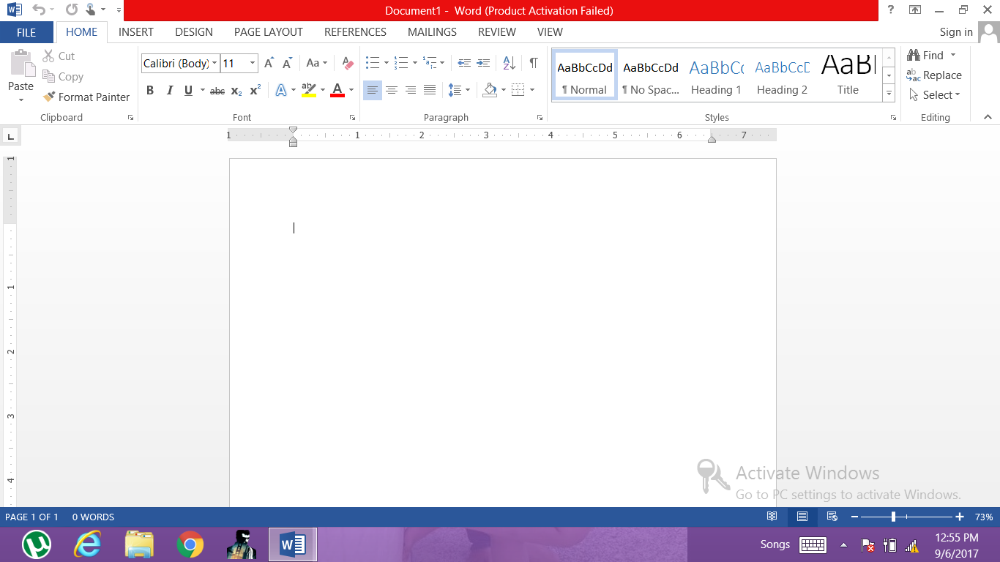 Document1 - Word (Product Activation Failed)
?
FILE HOME INSERT DESIGN PAGE LAYOUT REFERENCES MAILINGS REVIEW VIEW Sign in
Paste
Cut
Copy
Format Painter
Clipboard
Calibri (Body) 11 Aa
B I U abc x₂ x² A ab A
Font
Paragraph
AaBbCcDd AaBbCcDd AaBbCc AaBbCcD AaBl
¶ Normal ¶ No Spac... Heading 1 Heading 2 Title
Styles
Find
Replace
Select
Editing
1 1 2 3 4 5 6 7
1
1
2
3
4
Activate Windows
Go to PC settings to activate Windows.
PAGE 1 OF 1 0 WORDS 73%
Songs 12:55 PM
9/6/2017